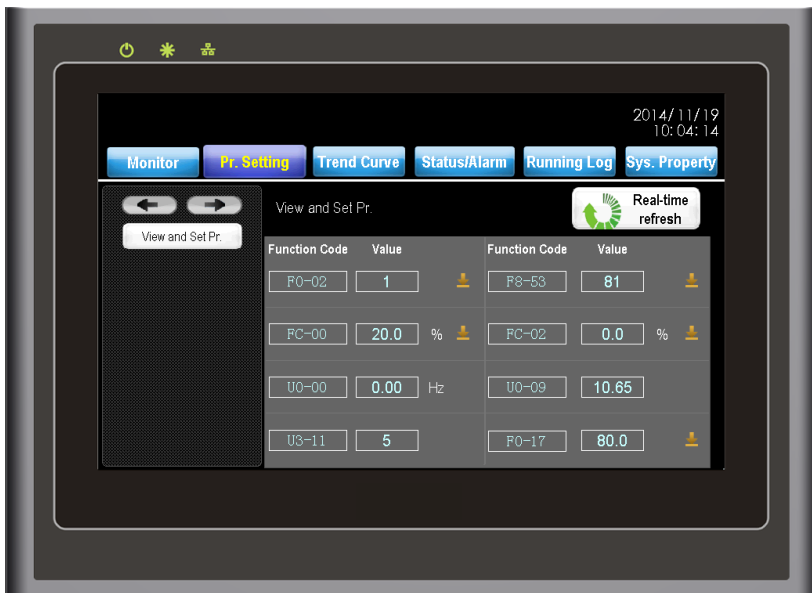 2014/11/19
10:04:14
Monitor Pr. Setting Trend Curve Status/Alarm Running Log Sys. Property
View and Set Pr.
View and Set Pr.
Real-time
refresh
Function Code Value Function Code Value
F0-02 1 F8-53 81
FC-00 20.0 % FC-02 0.0 %
U0-00 0.00 Hz U0-09 10.65
U3-11 5 F0-17 80.0